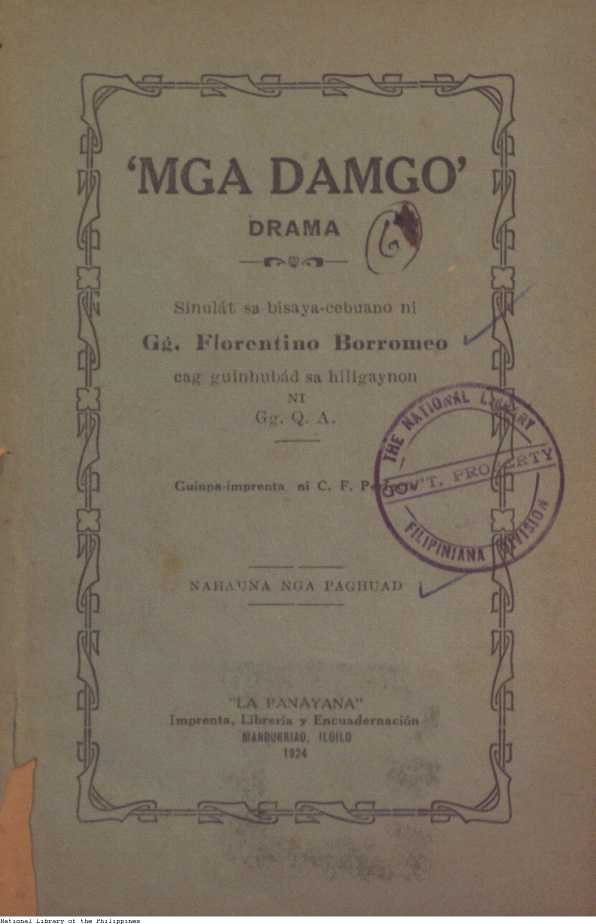 'MGA DAMGO'
DRAMA
6
Sinulát sa bisaya-cebuano ni
Gg. Florentino Borromeo
cag guinhubád sa hiligaynon
NI
Gg. Q. A.
Guinpa-imprenta ni C. F.
THE NATIONAL LIBRARY
GOV'T. PROPERTY
FILIPINIANA DIVISION
NAHAUNA NGA PAGHUAD
"LA PANAYANA"
Imprenta, Libreria y Encuadernación
MANDURRIAO, ILOILO
1924
National Library of the Philippines